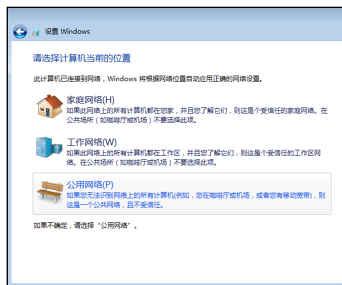 设置 Windows
请选择计算机当前的位置
此计算机已连接到网络，Windows 将根据网络位置自动应用正确的网络设置。
家庭网络(H)
如果此网络上的所有计算机都在您家，并且您了解它们，则这是个受信任的家庭网络。在
公共场所（如咖啡厅或机场）不要选择此项。
工作网络(W)
如果此网络上的所有计算机都在工作区，并且您了解它们，则这是个受信任的工作区网
络。在公共场所（如咖啡厅或机场）不要选择此项。
公用网络(P)
如果您无法识别网络上的所有计算机(例如，您在咖啡厅或机场，或者您有移动宽带)，则
这是一个公共网络，且不受信任。
如果不确定，请选择“公用网络”。